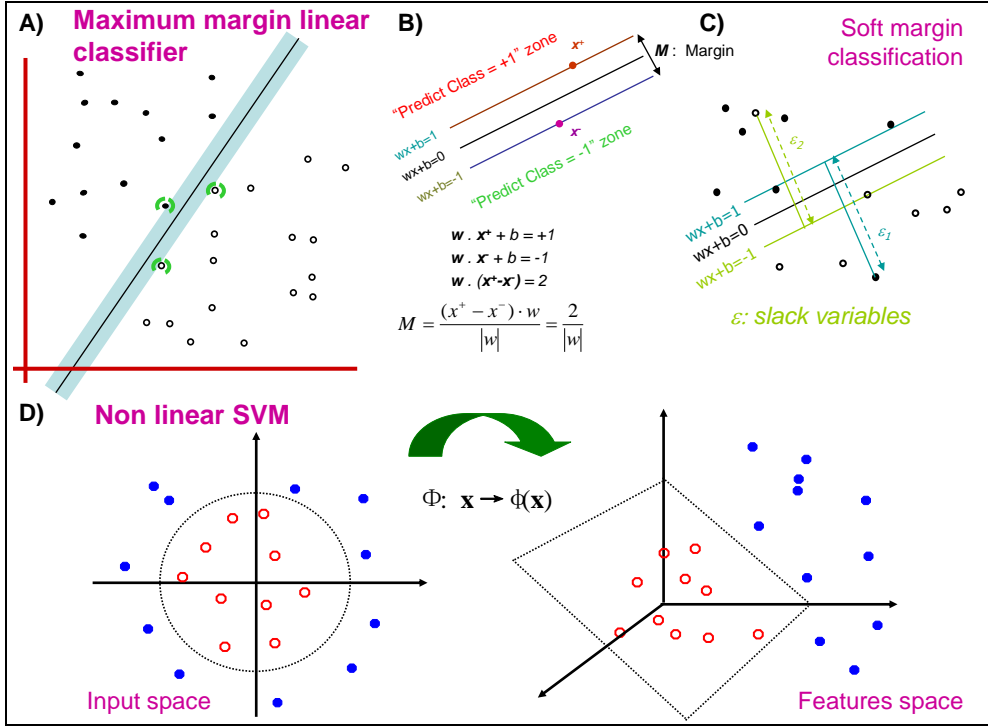 A)
Maximum margin linear
classifier
B)
"Predict Class = +1" zone
x⁺
M : Margin
wx+b=1
wx+b=0
wx+b=-1
x⁻
"Predict Class = -1" zone
w . x⁺ + b = +1
w . x⁻ + b = -1
w . (x⁺-x⁻) = 2
M = (x⁺ − x⁻) · w / |w| = 2 / |w|
C)
Soft margin
classification
ε₂
wx+b=1
wx+b=0
wx+b=-1
ε₁
ε: slack variables
D)
Non linear SVM
Φ: x → ϕ(x)
Input space
Features space